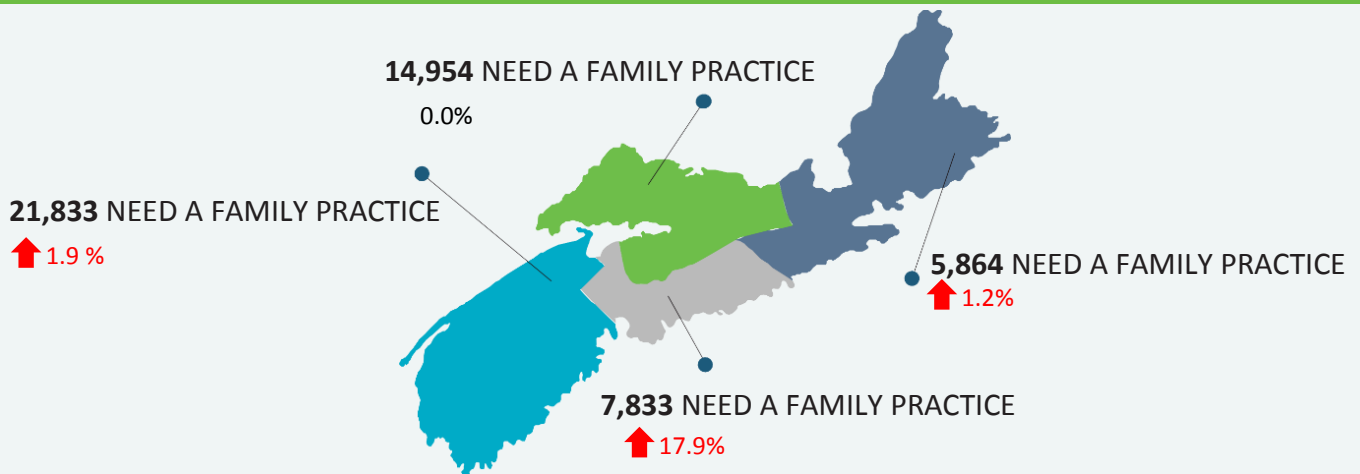 14,954 NEED A FAMILY PRACTICE
0.0%
21,833 NEED A FAMILY PRACTICE
1.9 %
5,864 NEED A FAMILY PRACTICE
1.2%
7,833 NEED A FAMILY PRACTICE
17.9%